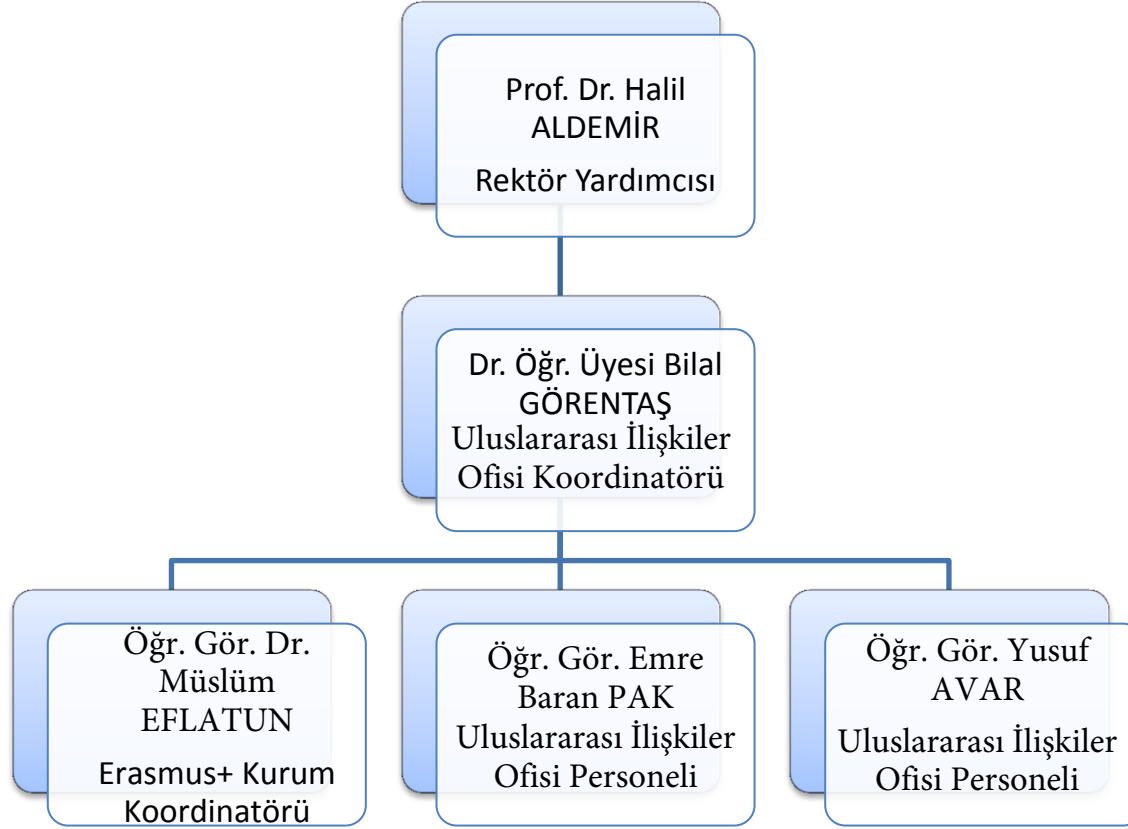 Prof. Dr. Halil
ALDEMİR
Rektör Yardımcısı
Dr. Öğr. Üyesi Bilal
GÖRENTAŞ
Uluslararası İlişkiler
Ofisi Koordinatörü
Öğr. Gör. Dr.
Müslüm
EFLATUN
Erasmus+ Kurum
Koordinatörü
Öğr. Gör. Emre
Baran PAK
Uluslararası İlişkiler
Ofisi Personeli
Öğr. Gör. Yusuf
AVAR
Uluslararası İlişkiler
Ofisi Personeli